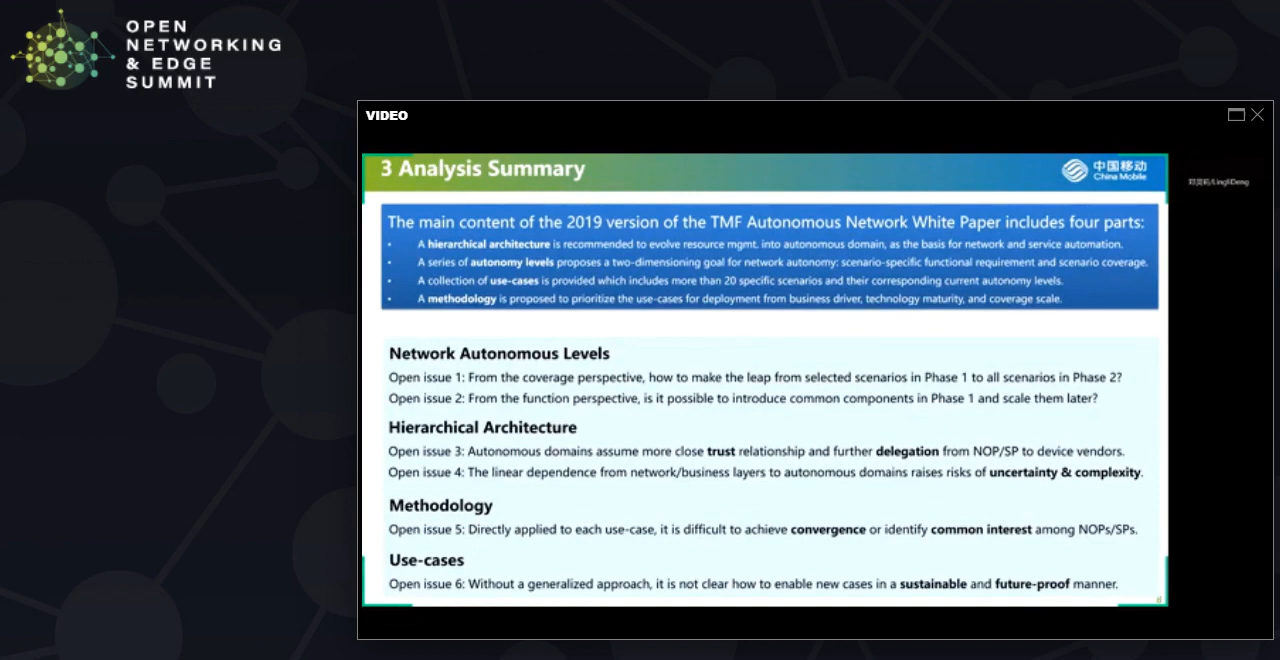 OPEN
NETWORKING
& EDGE
SUMMIT
VIDEO
3 Analysis Summary
中国移动
China Mobile
The main content of the 2019 version of the TMF Autonomous Network White Paper includes four parts:
• A hierarchical architecture is recommended to evolve resource mgmt. into autonomous domain, as the basis for network and service automation.
• A series of autonomy levels proposes a two-dimensioning goal for network autonomy: scenario-specific functional requirement and scenario coverage.
• A collection of use-cases is provided which includes more than 20 specific scenarios and their corresponding current autonomy levels.
• A methodology is proposed to prioritize the use-cases for deployment from business driver, technology maturity, and coverage scale.
Network Autonomous Levels
Open issue 1: From the coverage perspective, how to make the leap from selected scenarios in Phase 1 to all scenarios in Phase 2?
Open issue 2: From the function perspective, is it possible to introduce common components in Phase 1 and scale them later?
Hierarchical Architecture
Open issue 3: Autonomous domains assume more close trust relationship and further delegation from NOP/SP to device vendors.
Open issue 4: The linear dependence from network/business layers to autonomous domains raises risks of uncertainty & complexity.
Methodology
Open issue 5: Directly applied to each use-case, it is difficult to achieve convergence or identify common interest among NOPs/SPs.
Use-cases
Open issue 6: Without a generalized approach, it is not clear how to enable new cases in a sustainable and future-proof manner.